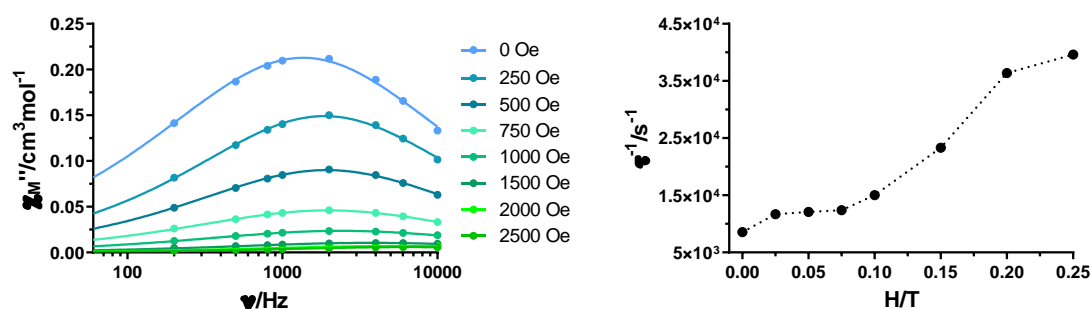 0.25
0.20
0.15
0.10
0.05
0.00
χM''/cm³mol⁻¹
100
1000
10000
ν/Hz
0 Oe
250 Oe
500 Oe
750 Oe
1000 Oe
1500 Oe
2000 Oe
2500 Oe
4.5×10⁴
3.5×10⁴
2.5×10⁴
1.5×10⁴
5×10³
⁻¹/s⁻¹
0.00
0.05
0.10
0.15
0.20
0.25
H/T